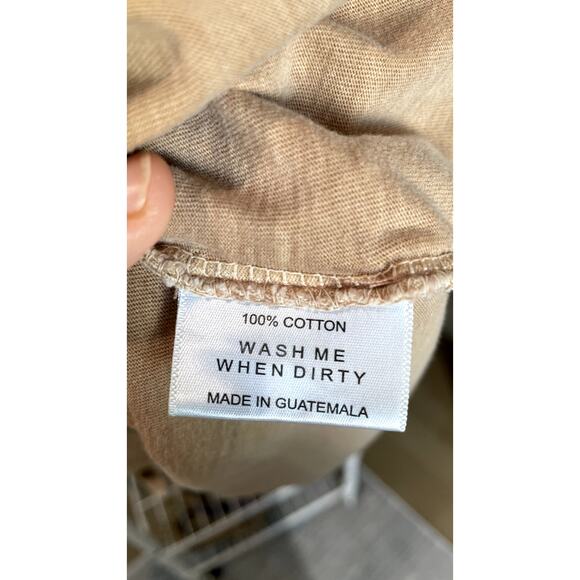 100% COTTON
WASH ME
WHEN DIRTY
MADE IN GUATEMALA